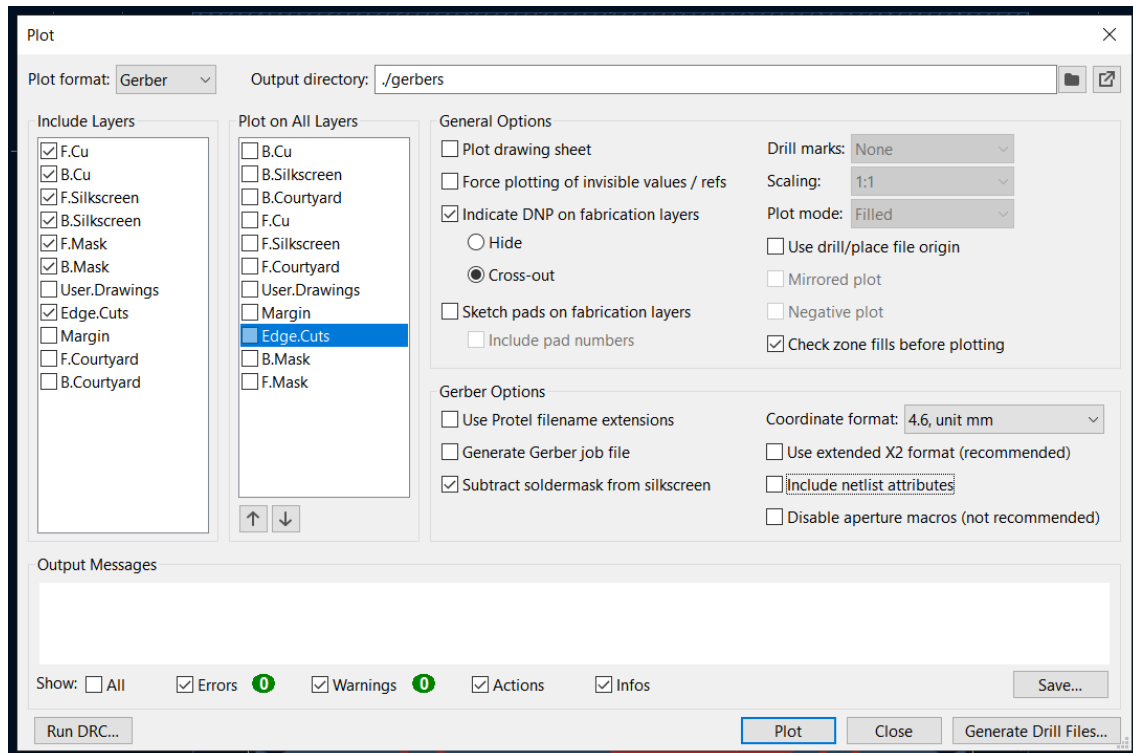 Plot
Plot format: Gerber
Output directory: ./gerbers
Include Layers
F.Cu
B.Cu
F.Silkscreen
B.Silkscreen
F.Mask
B.Mask
User.Drawings
Edge.Cuts
Margin
F.Courtyard
B.Courtyard
Plot on All Layers
B.Cu
B.Silkscreen
B.Courtyard
F.Cu
F.Silkscreen
F.Courtyard
User.Drawings
Margin
Edge.Cuts
B.Mask
F.Mask
General Options
Plot drawing sheet
Force plotting of invisible values / refs
Indicate DNP on fabrication layers
Hide
Cross-out
Sketch pads on fabrication layers
Include pad numbers
Drill marks: None
Scaling: 1:1
Plot mode: Filled
Use drill/place file origin
Mirrored plot
Negative plot
Check zone fills before plotting
Gerber Options
Use Protel filename extensions
Generate Gerber job file
Subtract soldermask from silkscreen
Coordinate format: 4.6, unit mm
Use extended X2 format (recommended)
Include netlist attributes
Disable aperture macros (not recommended)
Output Messages
Show: All Errors 0 Warnings 0 Actions Infos Save...
Run DRC... Plot Close Generate Drill Files...